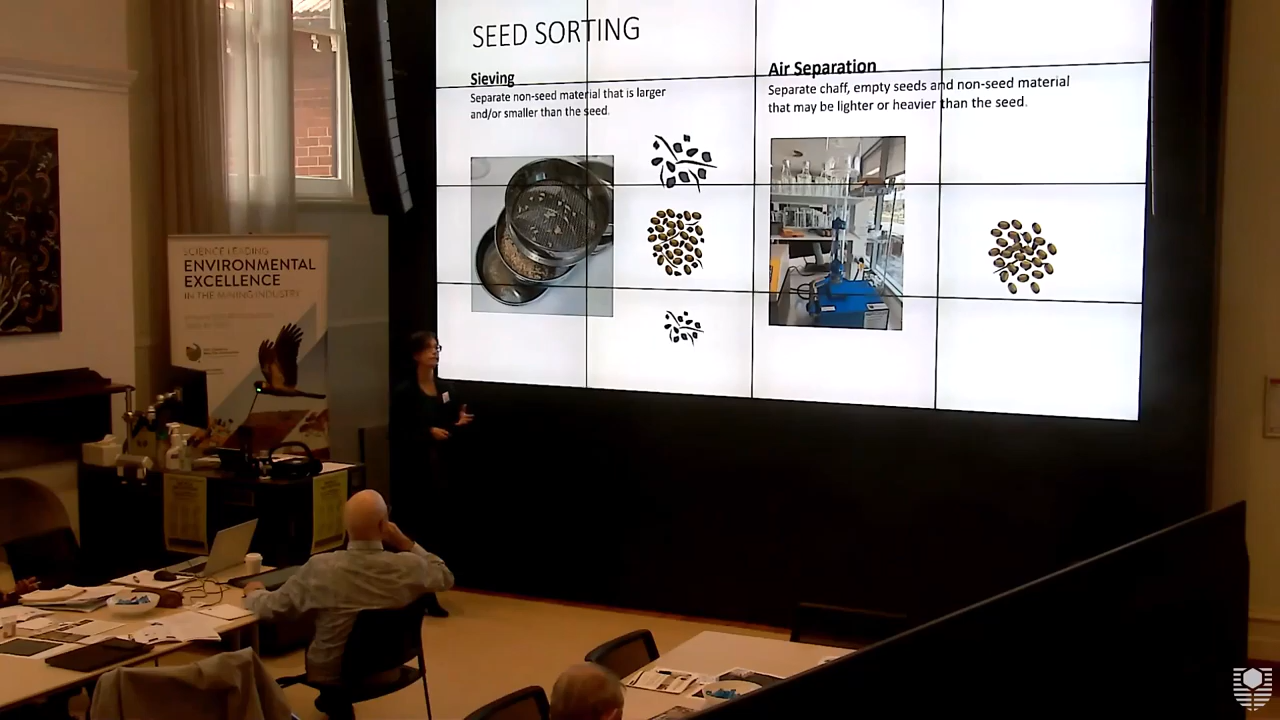 SEED SORTING
Sieving
Separate non-seed material that is larger
and/or smaller than the seed.
Air Separation
Separate chaff, empty seeds and non-seed material
that may be lighter or heavier than the seed.
SCIENCE LEADING
ENVIRONMENTAL
EXCELLENCE
IN THE MINING INDUSTRY